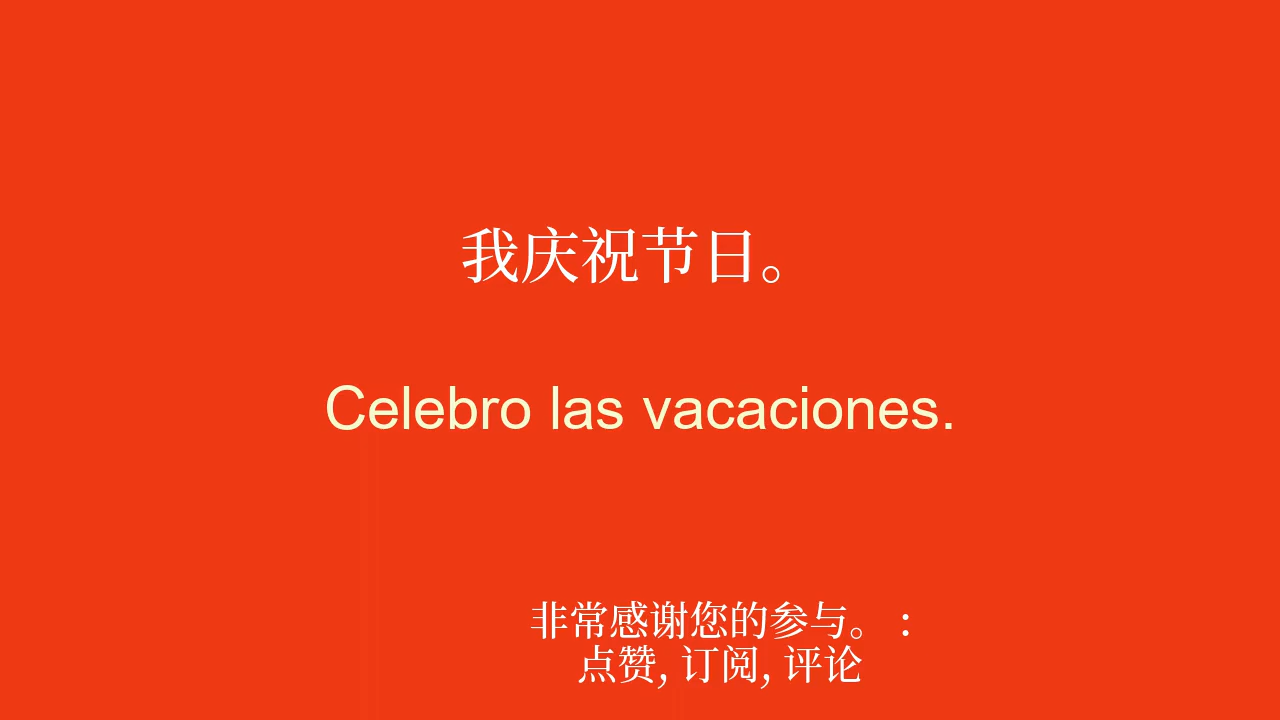 我庆祝节日。
Celebro las vacaciones.
非常感谢您的参与。 :
点赞, 订阅, 评论